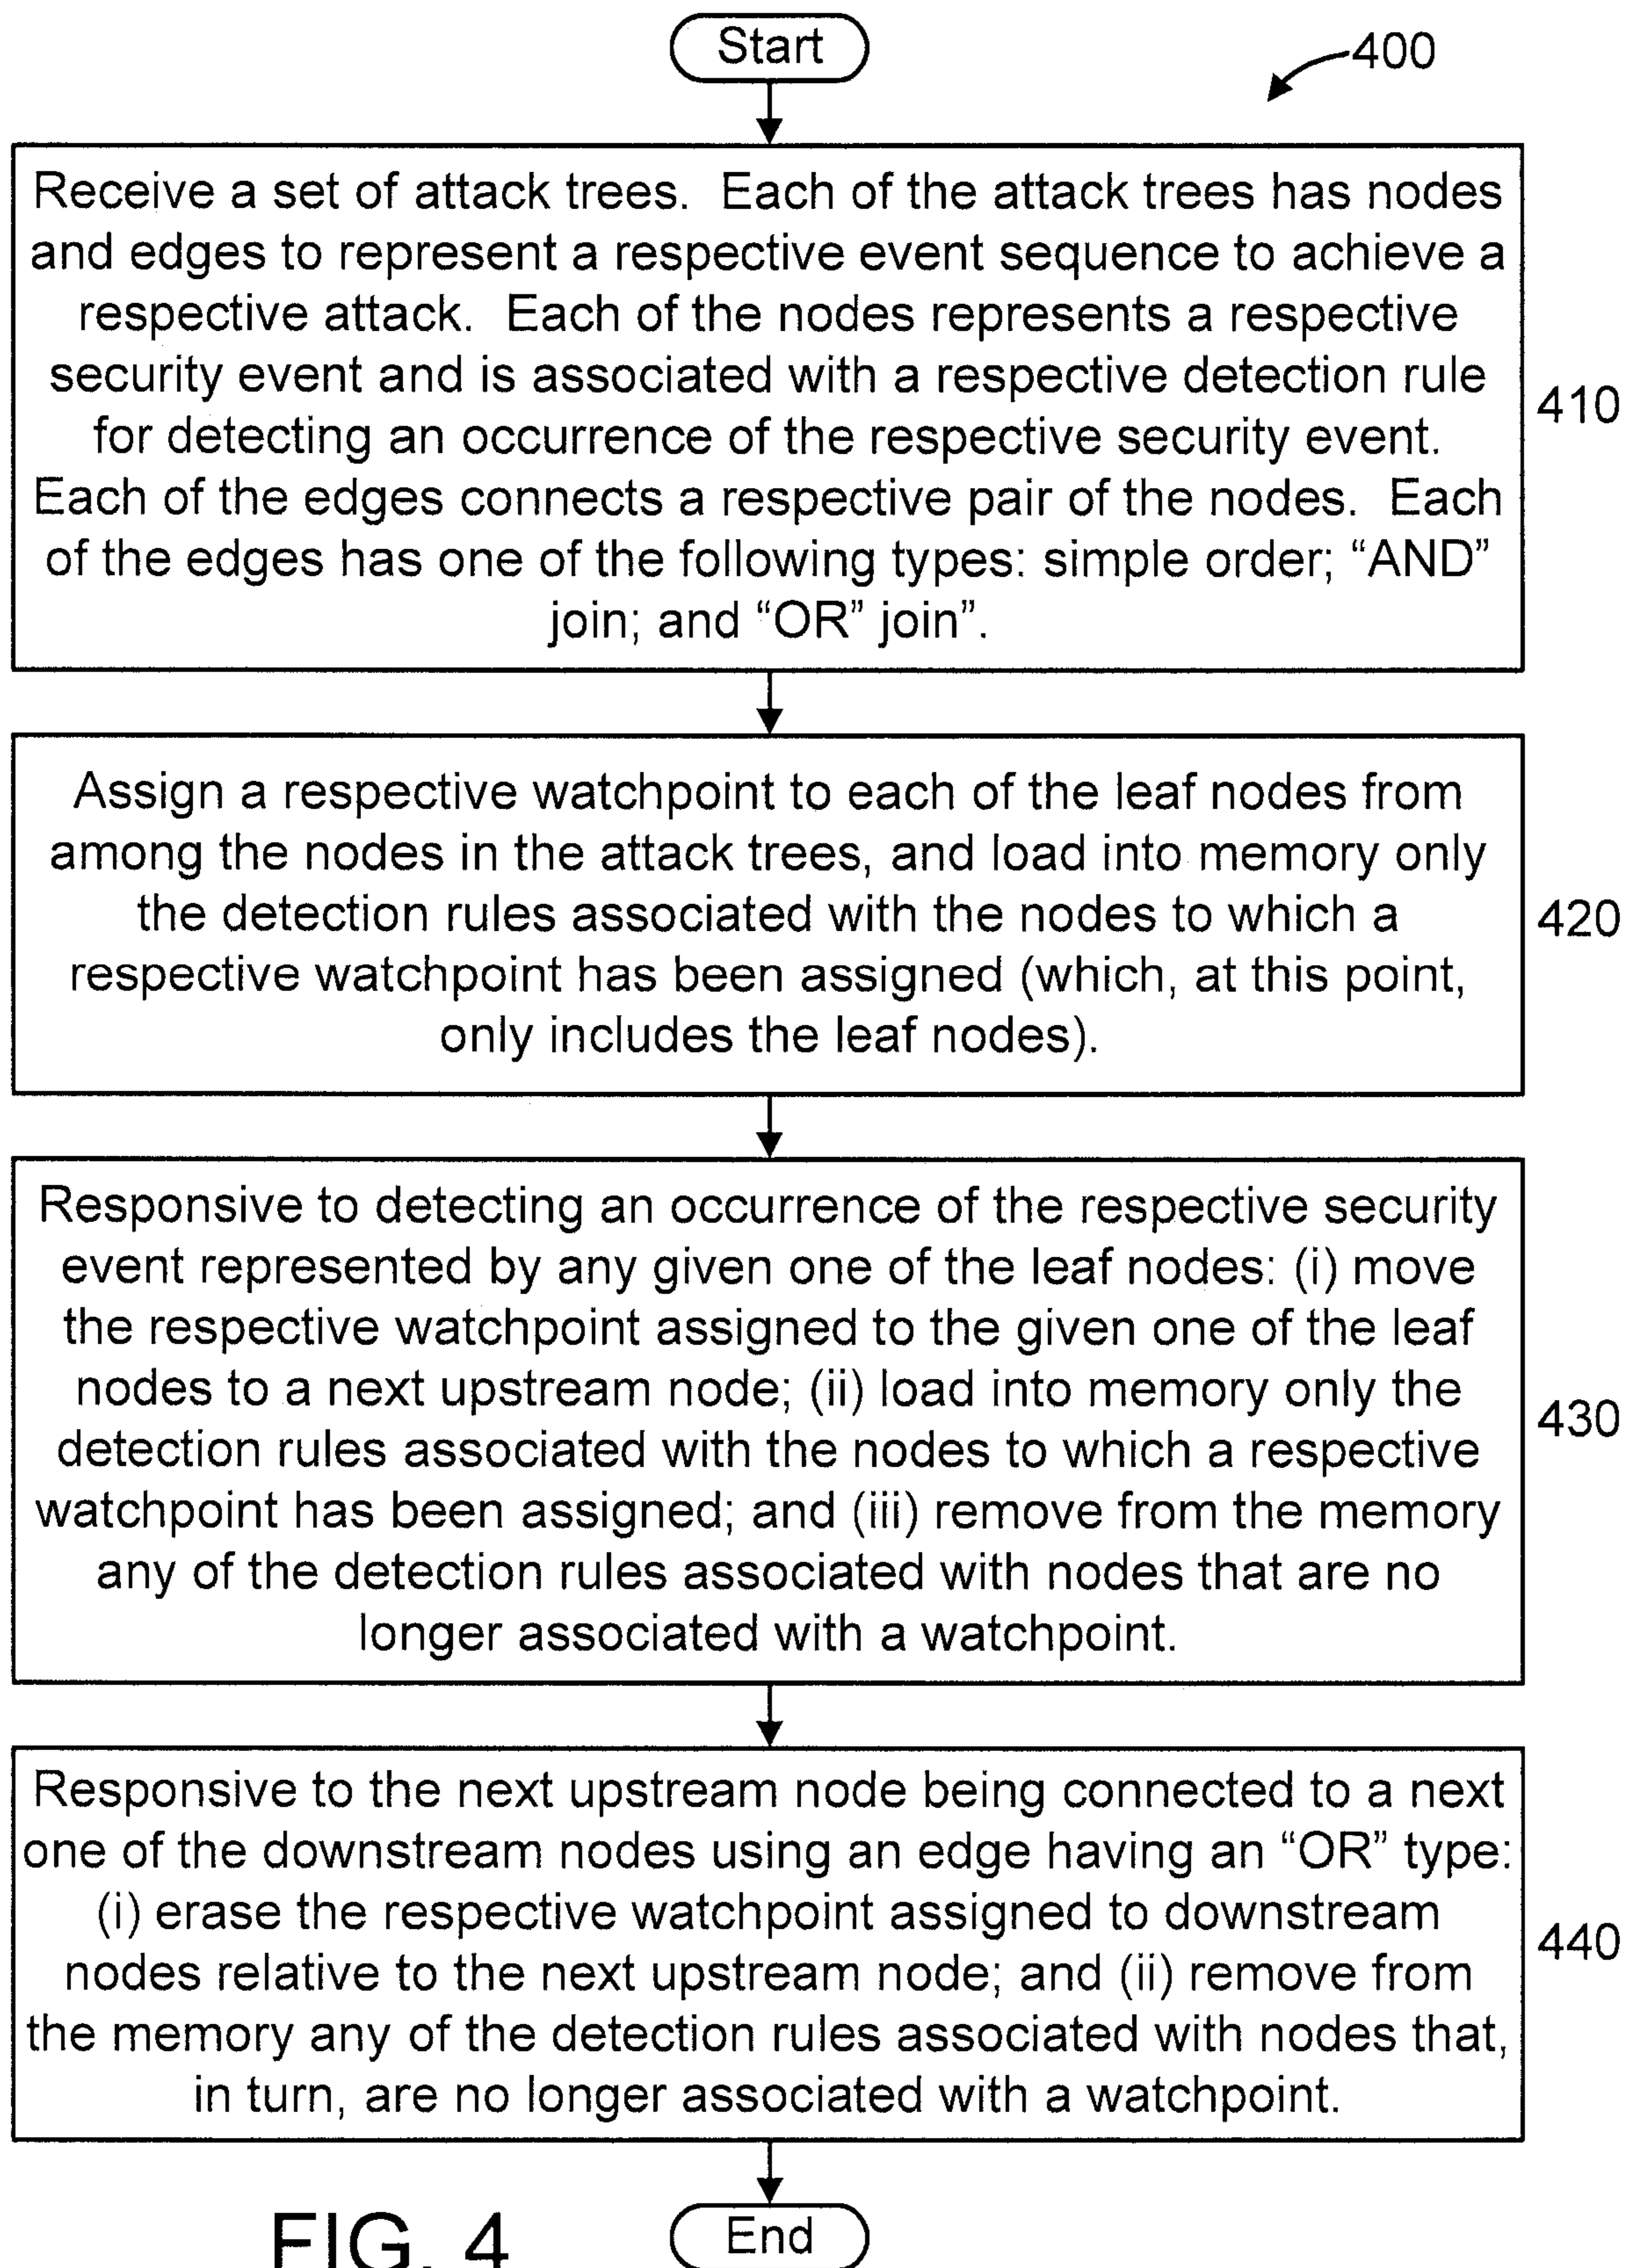 Start
400
Receive a set of attack trees. Each of the attack trees has nodes
and edges to represent a respective event sequence to achieve a
respective attack. Each of the nodes represents a respective
security event and is associated with a respective detection rule
for detecting an occurrence of the respective security event.
Each of the edges connects a respective pair of the nodes. Each
of the edges has one of the following types: simple order; “AND”
join; and “OR” join”.
410
Assign a respective watchpoint to each of the leaf nodes from
among the nodes in the attack trees, and load into memory only
the detection rules associated with the nodes to which a
respective watchpoint has been assigned (which, at this point,
only includes the leaf nodes).
420
Responsive to detecting an occurrence of the respective security
event represented by any given one of the leaf nodes: (i) move
the respective watchpoint assigned to the given one of the leaf
nodes to a next upstream node; (ii) load into memory only the
detection rules associated with the nodes to which a respective
watchpoint has been assigned; and (iii) remove from the memory
any of the detection rules associated with nodes that are no
longer associated with a watchpoint.
430
Responsive to the next upstream node being connected to a next
one of the downstream nodes using an edge having an “OR” type:
(i) erase the respective watchpoint assigned to downstream
nodes relative to the next upstream node; and (ii) remove from
the memory any of the detection rules associated with nodes that,
in turn, are no longer associated with a watchpoint.
440
End
FIG. 4